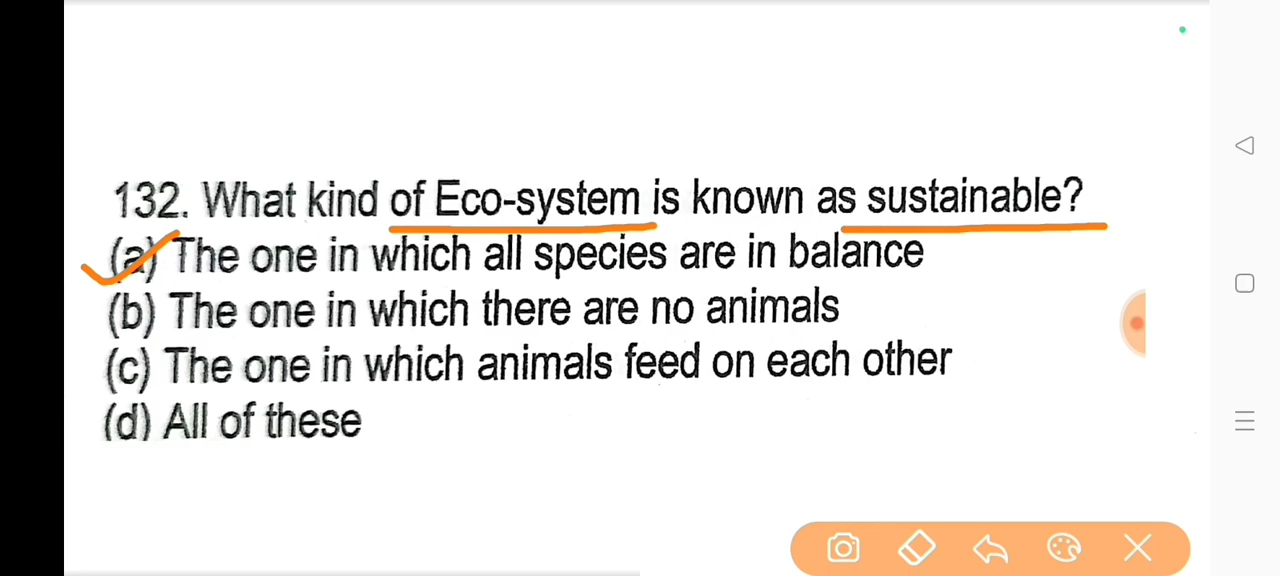 132. What kind of Eco-system is known as sustainable?
(a) The one in which all species are in balance
(b) The one in which there are no animals
(c) The one in which animals feed on each other
(d) All of these